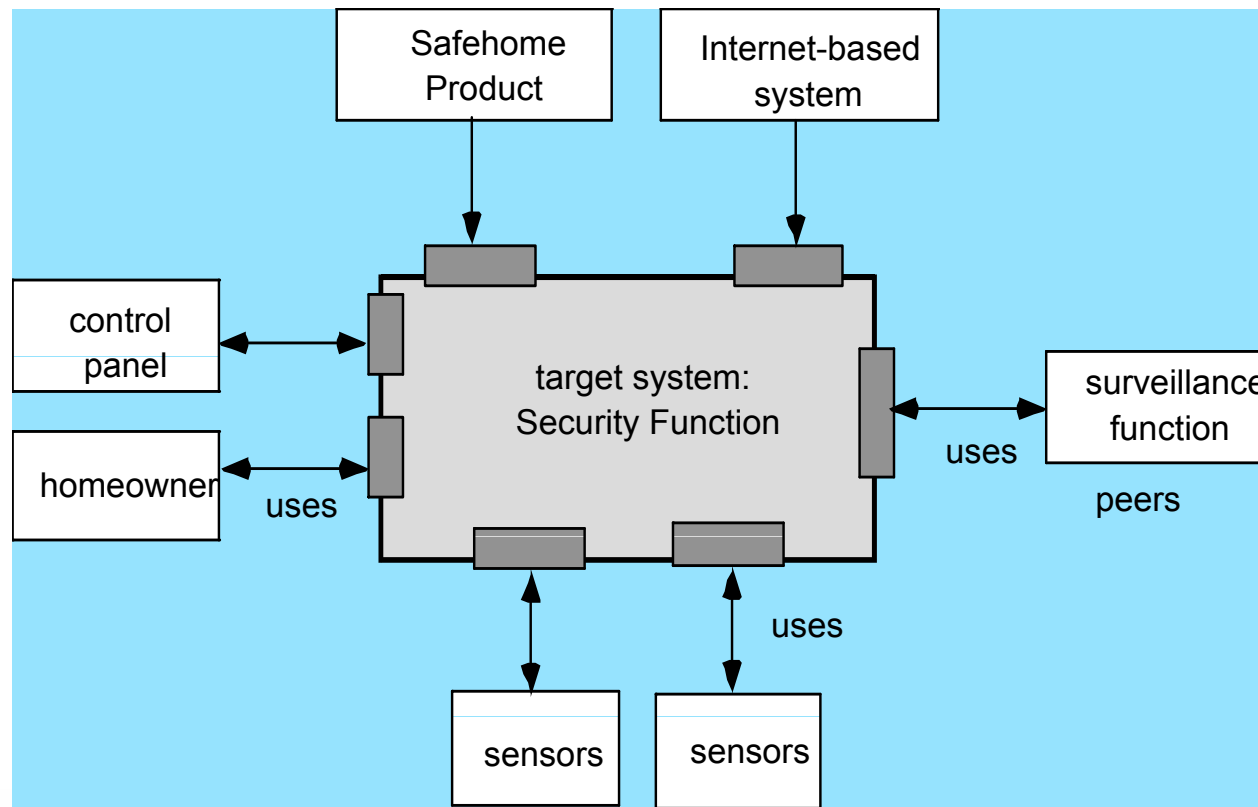 Safehome
Product
Internet-based
system
control
panel
target system:
Security Function
surveillance
function
homeowner
uses
uses
peers
uses
sensors
sensors